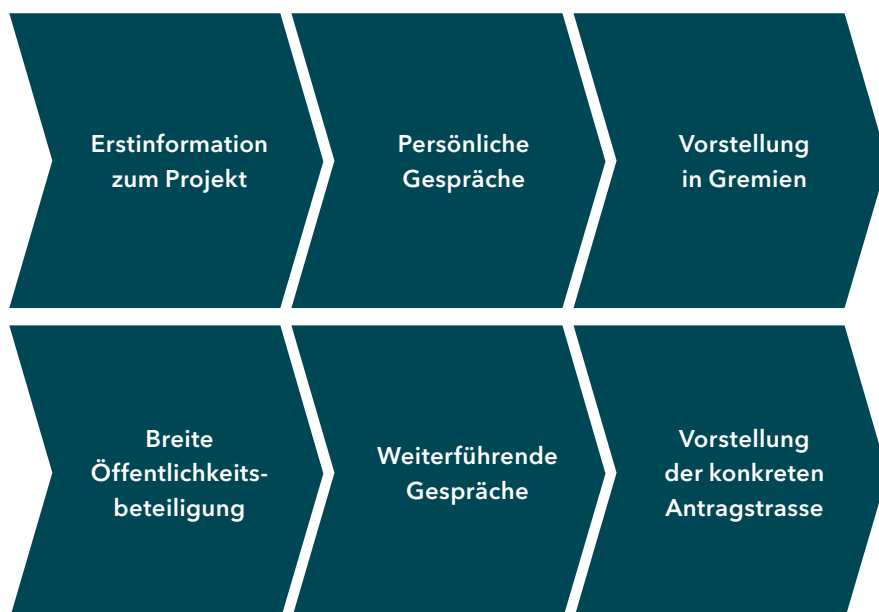 Erstinformation
zum Projekt
Persönliche
Gespräche
Vorstellung
in Gremien
Breite
Öffentlichkeits-
beteiligung
Weiterführende
Gespräche
Vorstellung
der konkreten
Antragstrasse